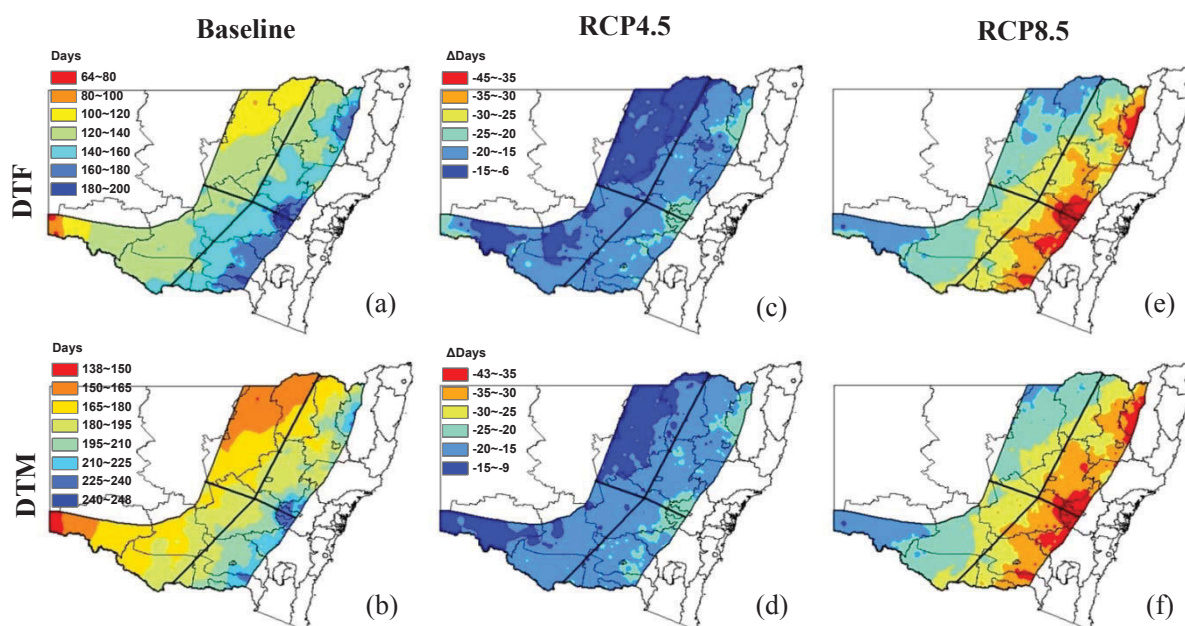 Baseline
RCP4.5
RCP8.5
DTF
Days
64~80
80~100
100~120
120~140
140~160
160~180
180~200
(a)
ΔDays
-45~-35
-35~-30
-30~-25
-25~-20
-20~-15
-15~-6
(c)
(e)
DTM
Days
138~150
150~165
165~180
180~195
195~210
210~225
225~240
240~248
(b)
ΔDays
-43~-35
-35~-30
-30~-25
-25~-20
-20~-15
-15~-9
(d)
(f)